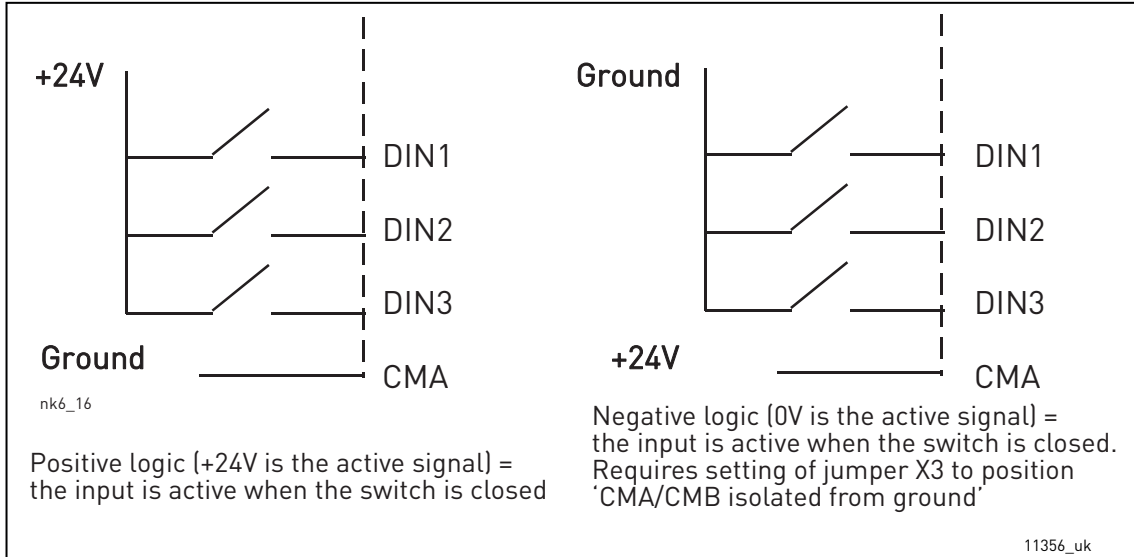 +24V
DIN1
DIN2
DIN3
Ground
CMA
nk6_16
Positive logic (+24V is the active signal) =
the input is active when the switch is closed
Ground
DIN1
DIN2
DIN3
+24V
CMA
Negative logic (0V is the active signal) =
the input is active when the switch is closed.
Requires setting of jumper X3 to position
‘CMA/CMB isolated from ground’
11356_uk